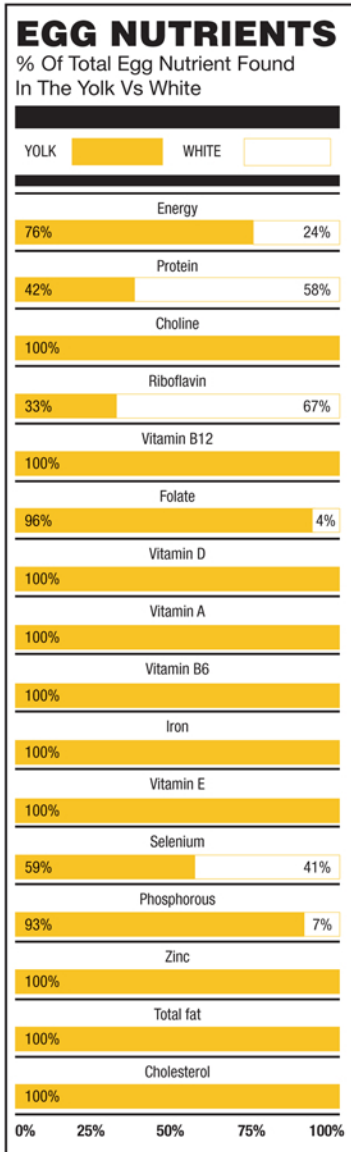 EGG NUTRIENTS
% Of Total Egg Nutrient Found
In The Yolk Vs White
YOLK WHITE
Energy
76% 24%
Protein
42% 58%
Choline
100%
Riboflavin
33% 67%
Vitamin B12
100%
Folate
96% 4%
Vitamin D
100%
Vitamin A
100%
Vitamin B6
100%
Iron
100%
Vitamin E
100%
Selenium
59% 41%
Phosphorous
93% 7%
Zinc
100%
Total fat
100%
Cholesterol
100%
0% 25% 50% 75% 100%